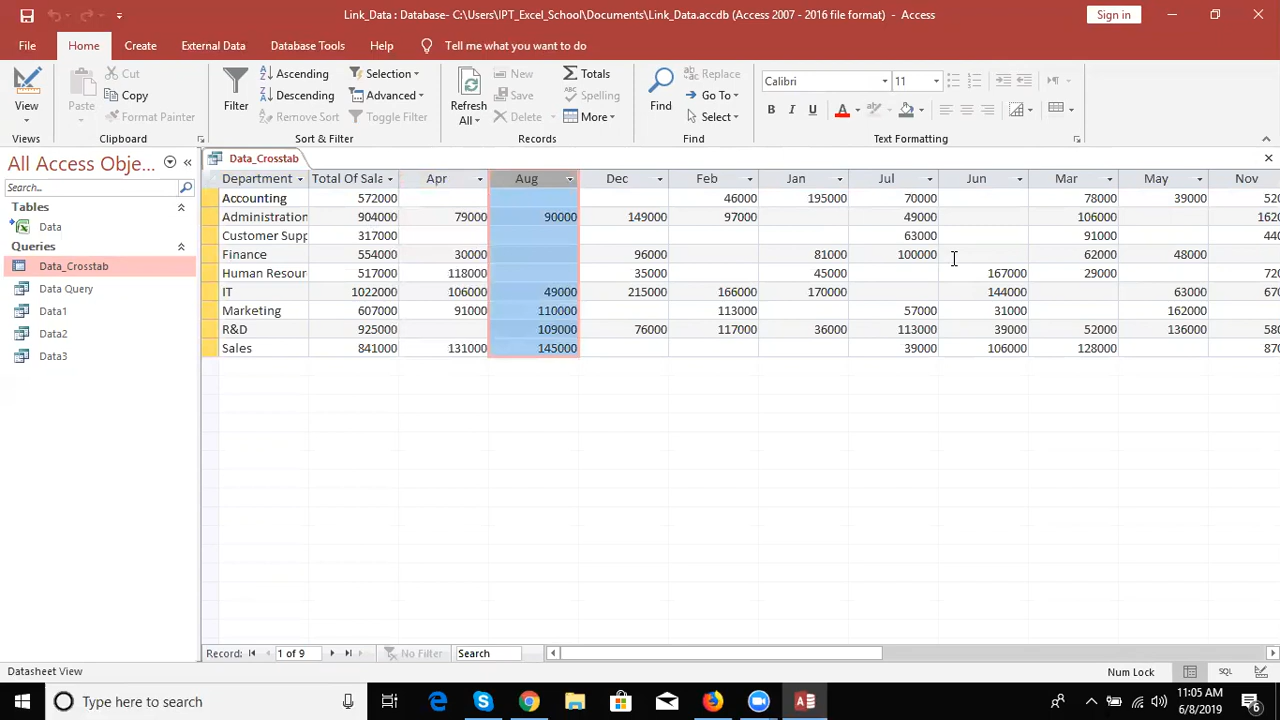 Link_Data : Database- C:\Users\IPT_Excel_School\Documents\Link_Data.accdb (Access 2007 - 2016 file format) - Access
Sign in
File Home Create External Data Database Tools Help Tell me what you want to do
View
Views
Paste
Cut
Copy
Format Painter
Clipboard
Filter
Ascending
Descending
Remove Sort
Selection
Advanced
Toggle Filter
Sort & Filter
Refresh All
New
Save
Delete
Totals
Spelling
More
Records
Find
Replace
Go To
Select
Find
Calibri 11
B I U A
Text Formatting
All Access Obje...
Search...
Tables
Data
Queries
Data_Crosstab
Data Query
Data1
Data2
Data3
Data_Crosstab
Department Total Of Sala Apr Aug Dec Feb Jan Jul Jun Mar May Nov
Accounting 572000 46000 195000 70000 78000 39000 520
Administration 904000 79000 90000 149000 97000 49000 106000 162
Customer Supp 317000 63000 91000 440
Finance 554000 30000 96000 81000 100000 62000 48000
Human Resour 517000 118000 35000 45000 167000 29000 720
IT 1022000 106000 49000 215000 166000 170000 144000 63000 670
Marketing 607000 91000 110000 113000 57000 31000 162000
R&D 925000 109000 76000 117000 36000 113000 39000 52000 136000 580
Sales 841000 131000 145000 39000 106000 128000 870
Record: 1 of 9 No Filter Search
Datasheet View
Num Lock
SQL
Type here to search
11:05 AM
6/8/2019
6